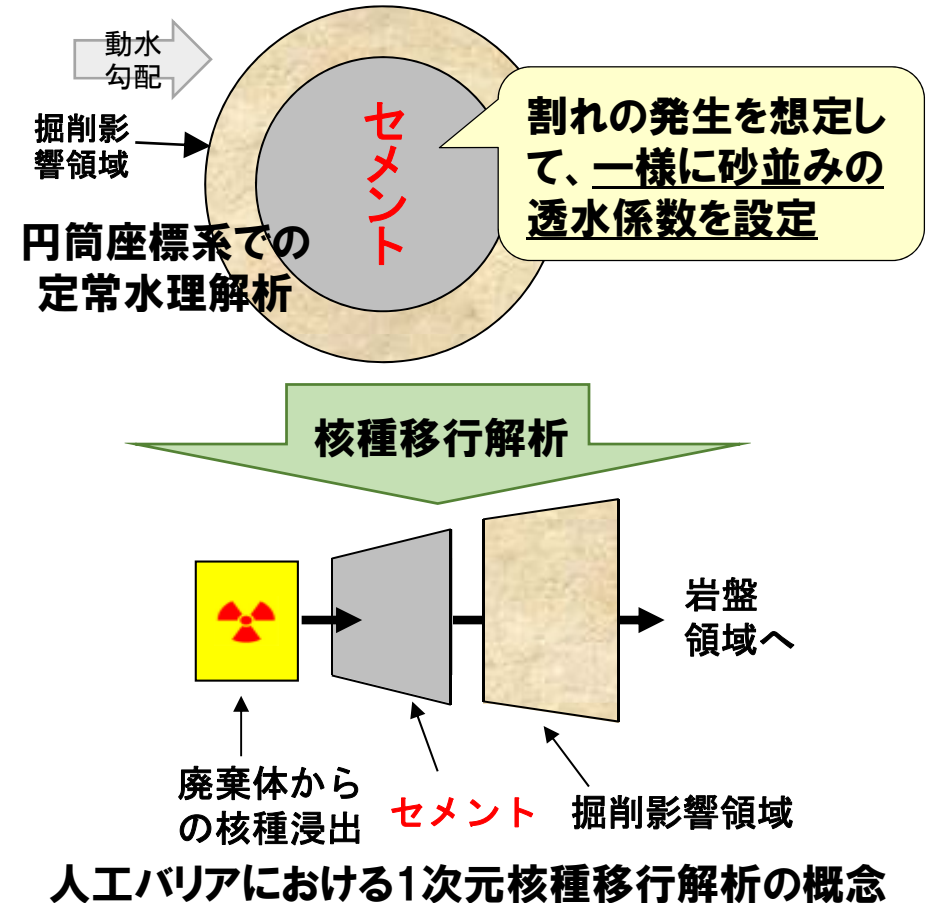 動水
勾配
掘削影
響領域
セメント
割れの発生を想定し
て、一様に砂並みの
透水係数を設定
円筒座標系での
定常水理解析
核種移行解析
岩盤
領域へ
廃棄体から
の核種浸出
セメント
掘削影響領域
人工バリアにおける1次元核種移行解析の概念